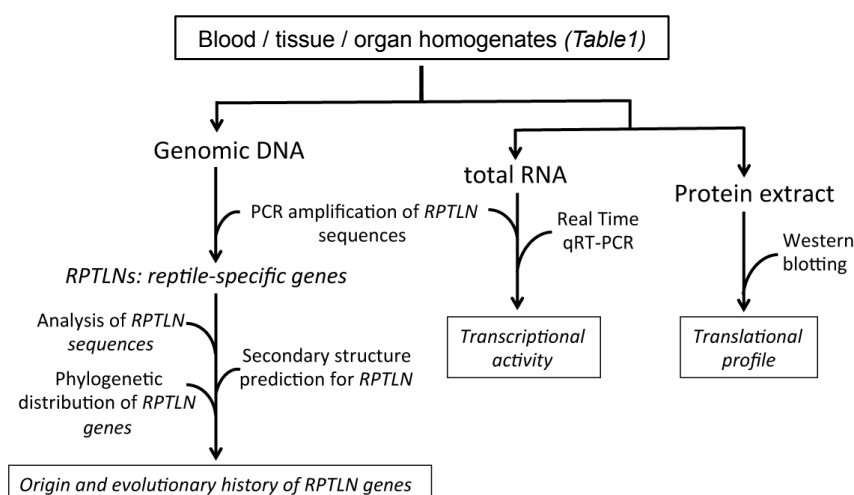 Blood / tissue / organ homogenates (Table1)
Genomic DNA
total RNA
Protein extract
PCR amplification of RPTLN
sequences
Real Time
qRT-PCR
Western
blotting
RPTLNs: reptile-specific genes
Analysis of RPTLN
sequences
Secondary structure
prediction for RPTLN
Phylogenetic
distribution of RPTLN
genes
Transcriptional
activity
Translational
profile
Origin and evolutionary history of RPTLN genes